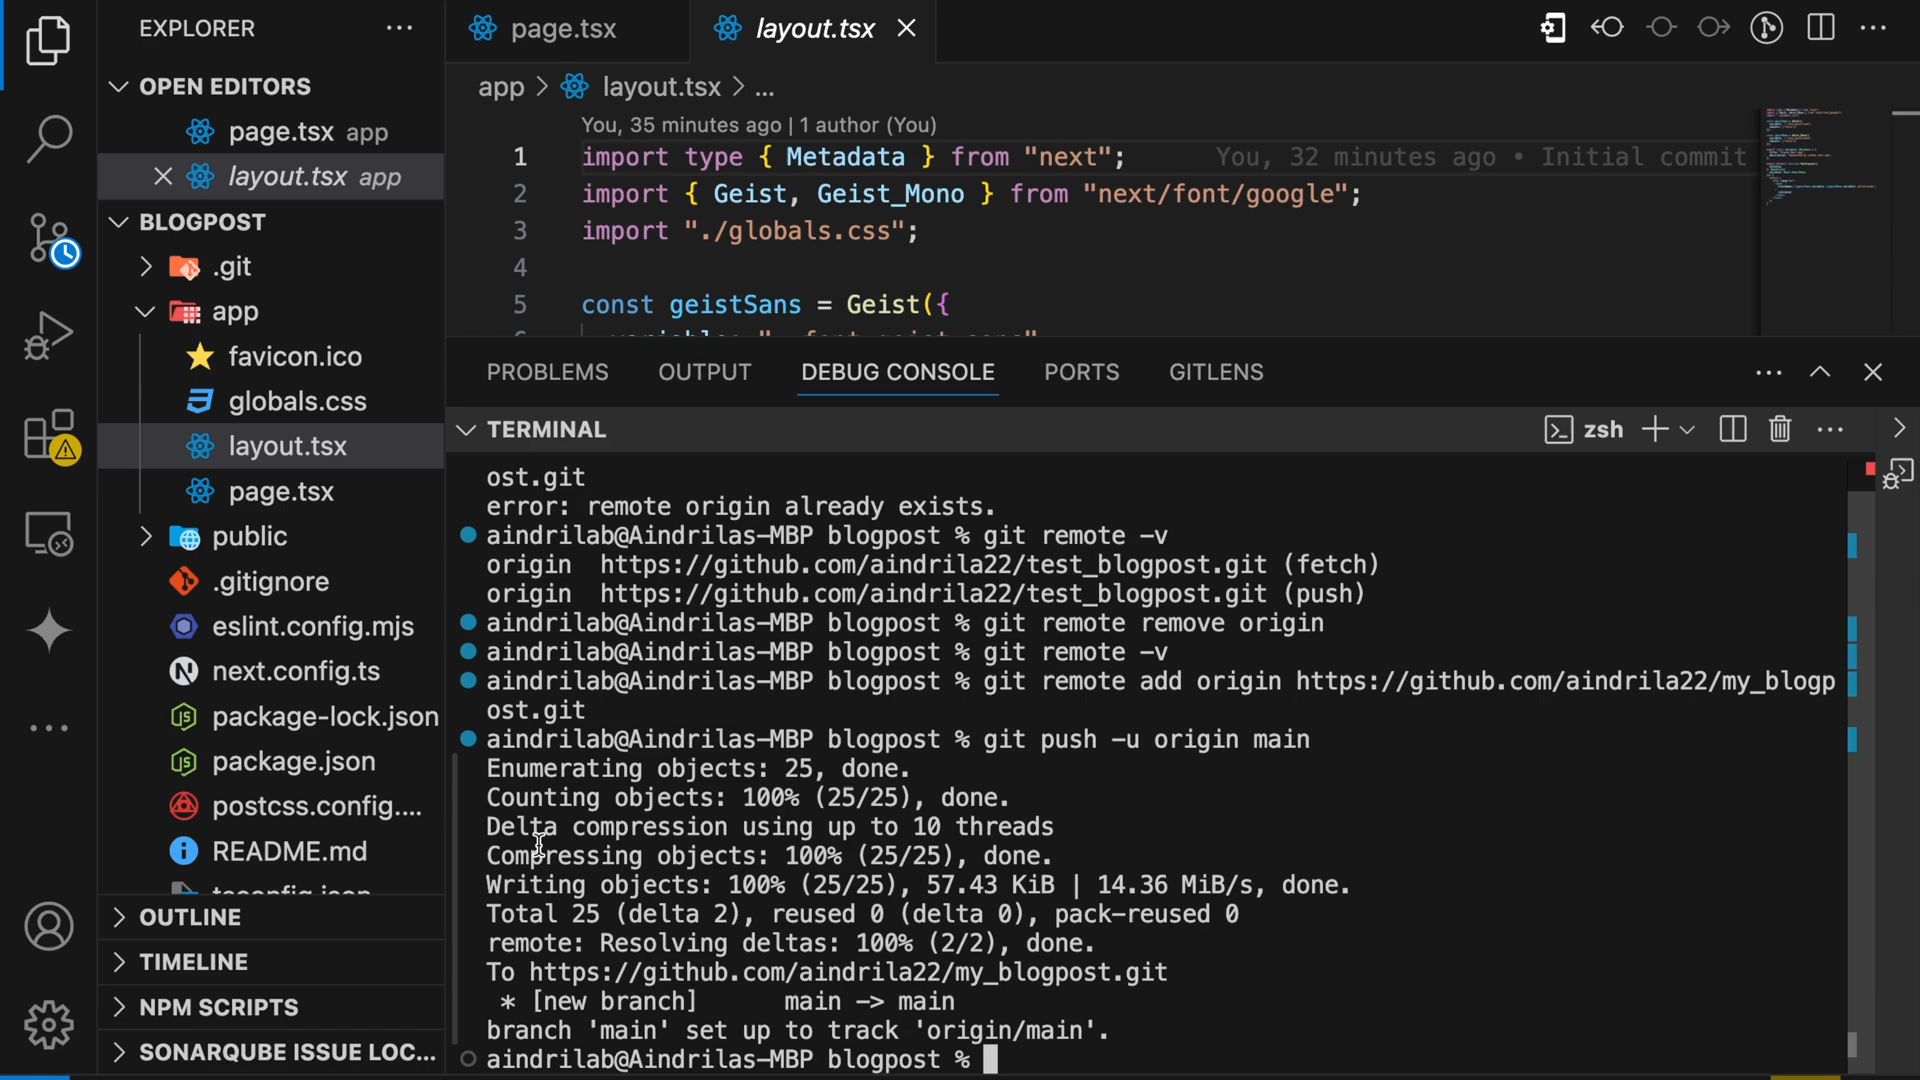 EXPLORER
OPEN EDITORS
page.tsx app
layout.tsx app
BLOGPOST
.git
app
favicon.ico
globals.css
layout.tsx
page.tsx
public
.gitignore
eslint.config.mjs
next.config.ts
package-lock.json
package.json
postcss.config....
README.md
tsconfig.json
OUTLINE
TIMELINE
NPM SCRIPTS
SONARQUBE ISSUE LOC...
page.tsx
layout.tsx
app > layout.tsx > ...
You, 35 minutes ago | 1 author (You)
1 import type { Metadata } from "next"; You, 32 minutes ago • Initial commit
2 import { Geist, Geist_Mono } from "next/font/google";
3 import "./globals.css";
4
5 const geistSans = Geist({
6 variable: "--font-geist-sans"
PROBLEMS OUTPUT DEBUG CONSOLE PORTS GITLENS
TERMINAL zsh
ost.git
error: remote origin already exists.
aindrilab@Aindrilas-MBP blogpost % git remote -v
origin https://github.com/aindrila22/test_blogpost.git (fetch)
origin https://github.com/aindrila22/test_blogpost.git (push)
aindrilab@Aindrilas-MBP blogpost % git remote remove origin
aindrilab@Aindrilas-MBP blogpost % git remote -v
aindrilab@Aindrilas-MBP blogpost % git remote add origin https://github.com/aindrila22/my_blogp
ost.git
aindrilab@Aindrilas-MBP blogpost % git push -u origin main
Enumerating objects: 25, done.
Counting objects: 100% (25/25), done.
Delta compression using up to 10 threads
Compressing objects: 100% (25/25), done.
Writing objects: 100% (25/25), 57.43 KiB | 14.36 MiB/s, done.
Total 25 (delta 2), reused 0 (delta 0), pack-reused 0
remote: Resolving deltas: 100% (2/2), done.
To https://github.com/aindrila22/my_blogpost.git
* [new branch] main -> main
branch 'main' set up to track 'origin/main'.
aindrilab@Aindrilas-MBP blogpost %